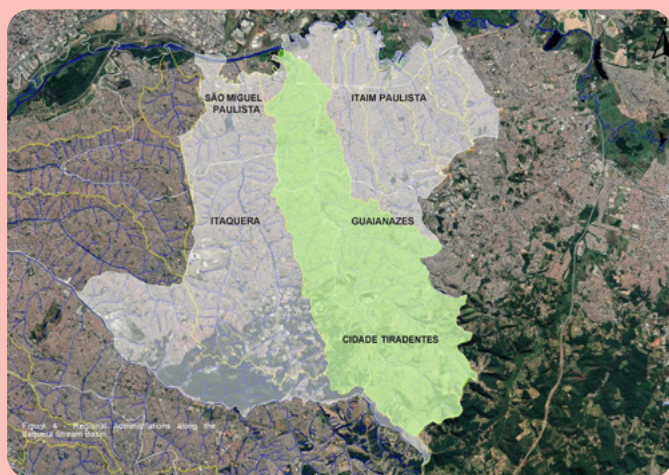 SÃO MIGUEL
PAULISTA
ITAIM PAULISTA
ITAQUERA
GUAIANAZES
CIDADE TIRADENTES
Figure 4. Regional Administrations along the
Itaquera Stream Basin.